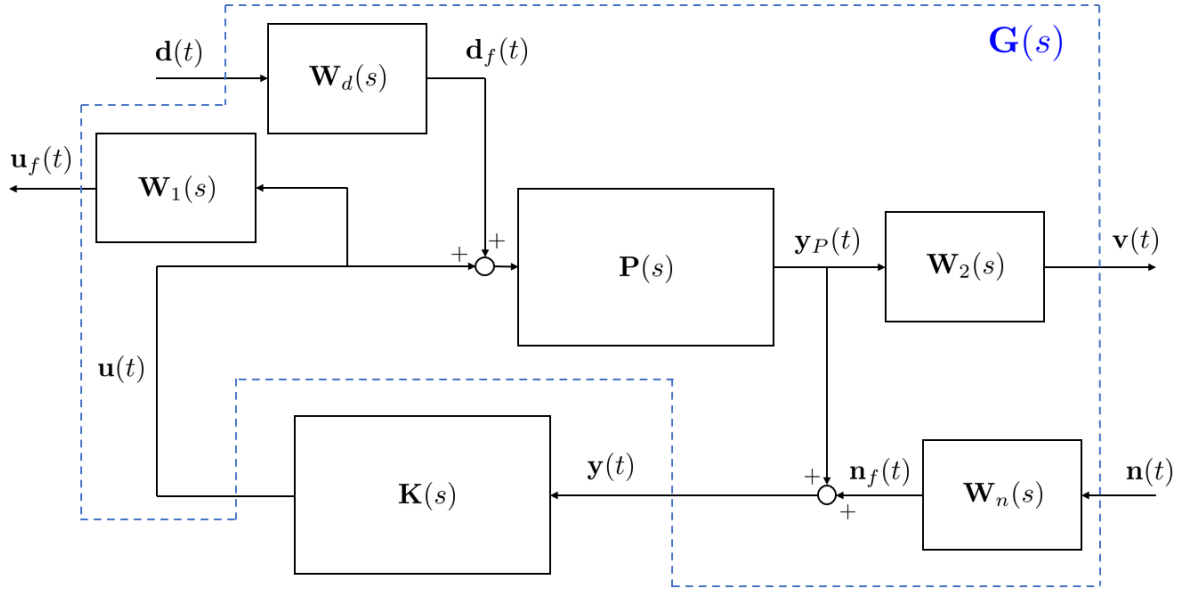 G(s)
d(t)
d_f(t)
W_d(s)
u_f(t)
W_1(s)
+
+
P(s)
y_P(t)
W_2(s)
v(t)
u(t)
K(s)
y(t)
+
n_f(t)
+
W_n(s)
n(t)